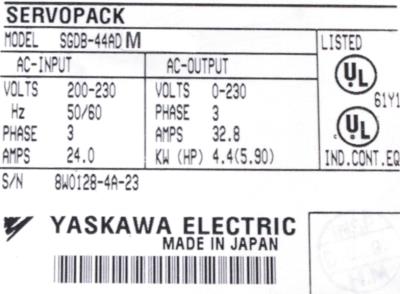 SERVOPACK
MODEL SGDB-44AD M LISTED
AC-INPUT AC-OUTPUT
VOLTS 200-230 VOLTS 0-230
Hz 50/60 PHASE 3 61Y1
PHASE 3 AMPS 32.8
AMPS 24.0 KW (HP) 4.4(5.90) IND.CONT.EQ
UL
UL
S/N 8W0128-4A-23
YASKAWA ELECTRIC
MADE IN JAPAN